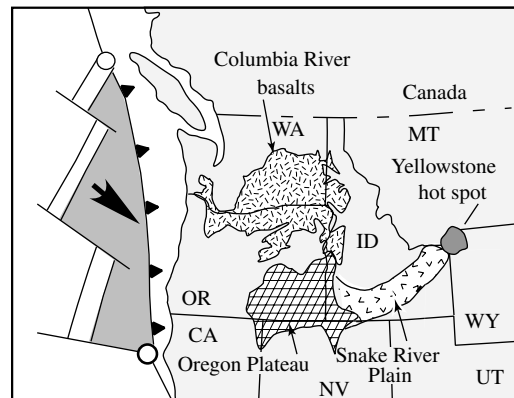 Columbia River
basalts
Canada
WA
MT
Yellowstone
hot spot
ID
OR
WY
CA
Snake River
Plain
Oregon Plateau
UT
NV